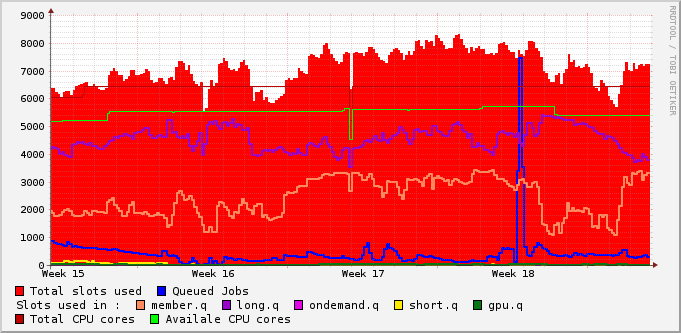 9000
8000
7000
6000
5000
4000
3000
2000
1000
0
Week 15 Week 16 Week 17 Week 18
RRDTOOL / TOBI OETIKER
Total slots used Queued Jobs
Slots used in : member.q long.q ondemand.q short.q gpu.q
Total CPU cores Availale CPU cores